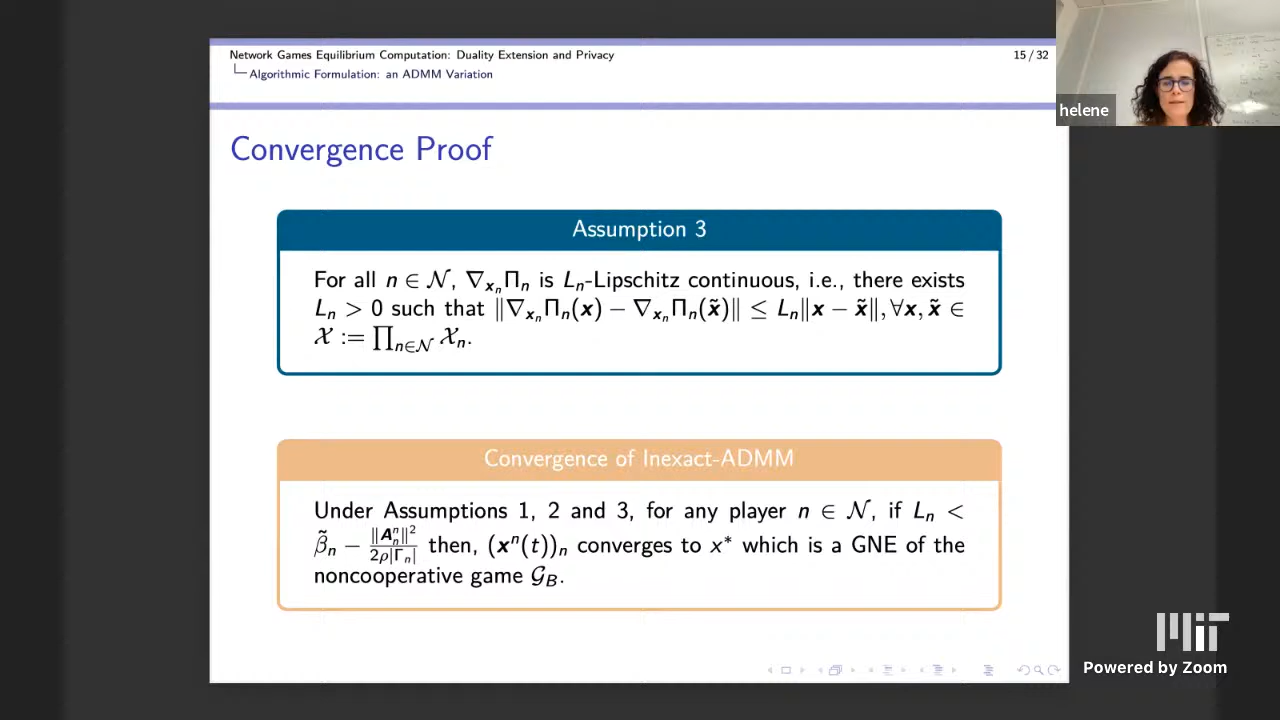 Network Games Equilibrium Computation: Duality Extension and Privacy
15 / 32
Algorithmic Formulation: an ADMM Variation
helene
Convergence Proof
Assumption 3
For all n ∈ 𝒩, ∇ₓₙΠₙ is Lₙ-Lipschitz continuous, i.e., there exists
Lₙ > 0 such that ‖∇ₓₙΠₙ(x) − ∇ₓₙΠₙ(x̃)‖ ≤ Lₙ‖x − x̃‖, ∀x, x̃ ∈
𝒳 := ∏ₙ∈𝒩 𝒳ₙ.
Convergence of Inexact-ADMM
Under Assumptions 1, 2 and 3, for any player n ∈ 𝒩, if Lₙ <
β̃ₙ − ‖Aₙⁿ‖²/2ρ|Γₙ| then, (xⁿ(t))ₙ converges to x* which is a GNE of the
noncooperative game 𝒢_B.
MIT
Powered by Zoom